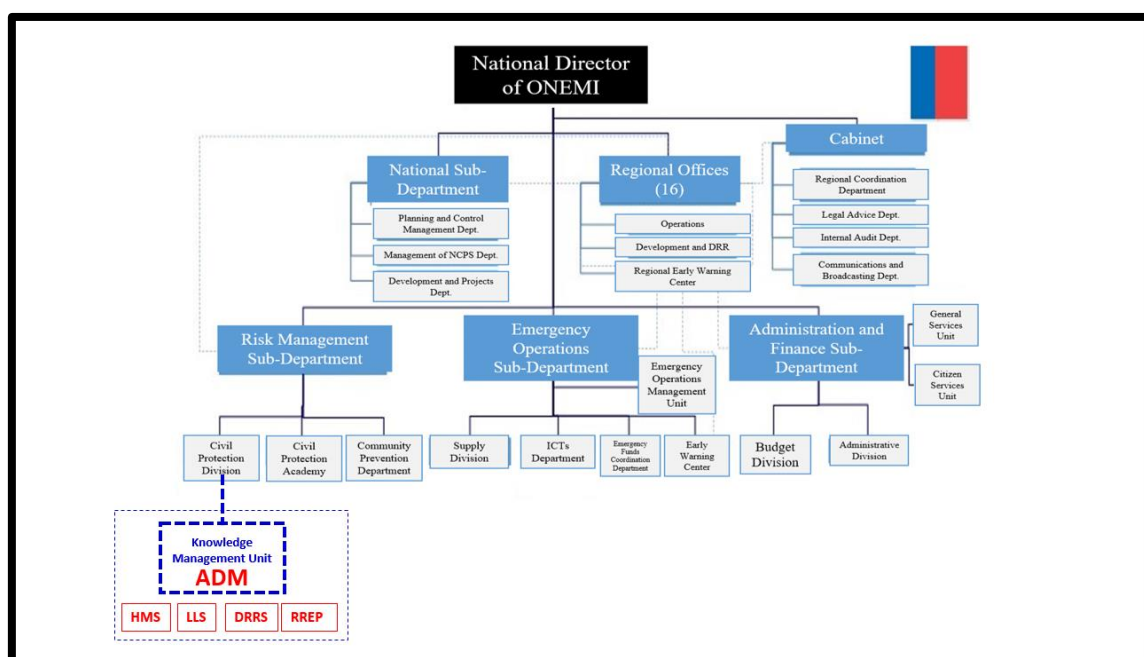 National Director
of ONEMI
Cabinet
National Sub-
Department
Regional Offices
(16)
Regional Coordination
Department
Planning and Control
Management Dept.
Operations
Legal Advice Dept.
Management of NCPS Dept.
Development and DRR
Internal Audit Dept.
Development and Projects
Dept.
Regional Early Warning
Center
Communications and
Broadcasting Dept.
Risk Management
Sub-Department
Emergency
Operations
Sub-Department
Administration and
Finance Sub-
Department
General
Services
Unit
Emergency
Operations
Management
Unit
Citizen
Services
Unit
Civil
Protection
Division
Civil
Protection
Academy
Community
Prevention
Department
Supply
Division
ICTs
Department
Emergency
Funds
Coordination
Department
Early
Warning
Center
Budget
Division
Administrative
Division
Knowledge
Management Unit
ADM
HMS
LLS
DRRS
RREP